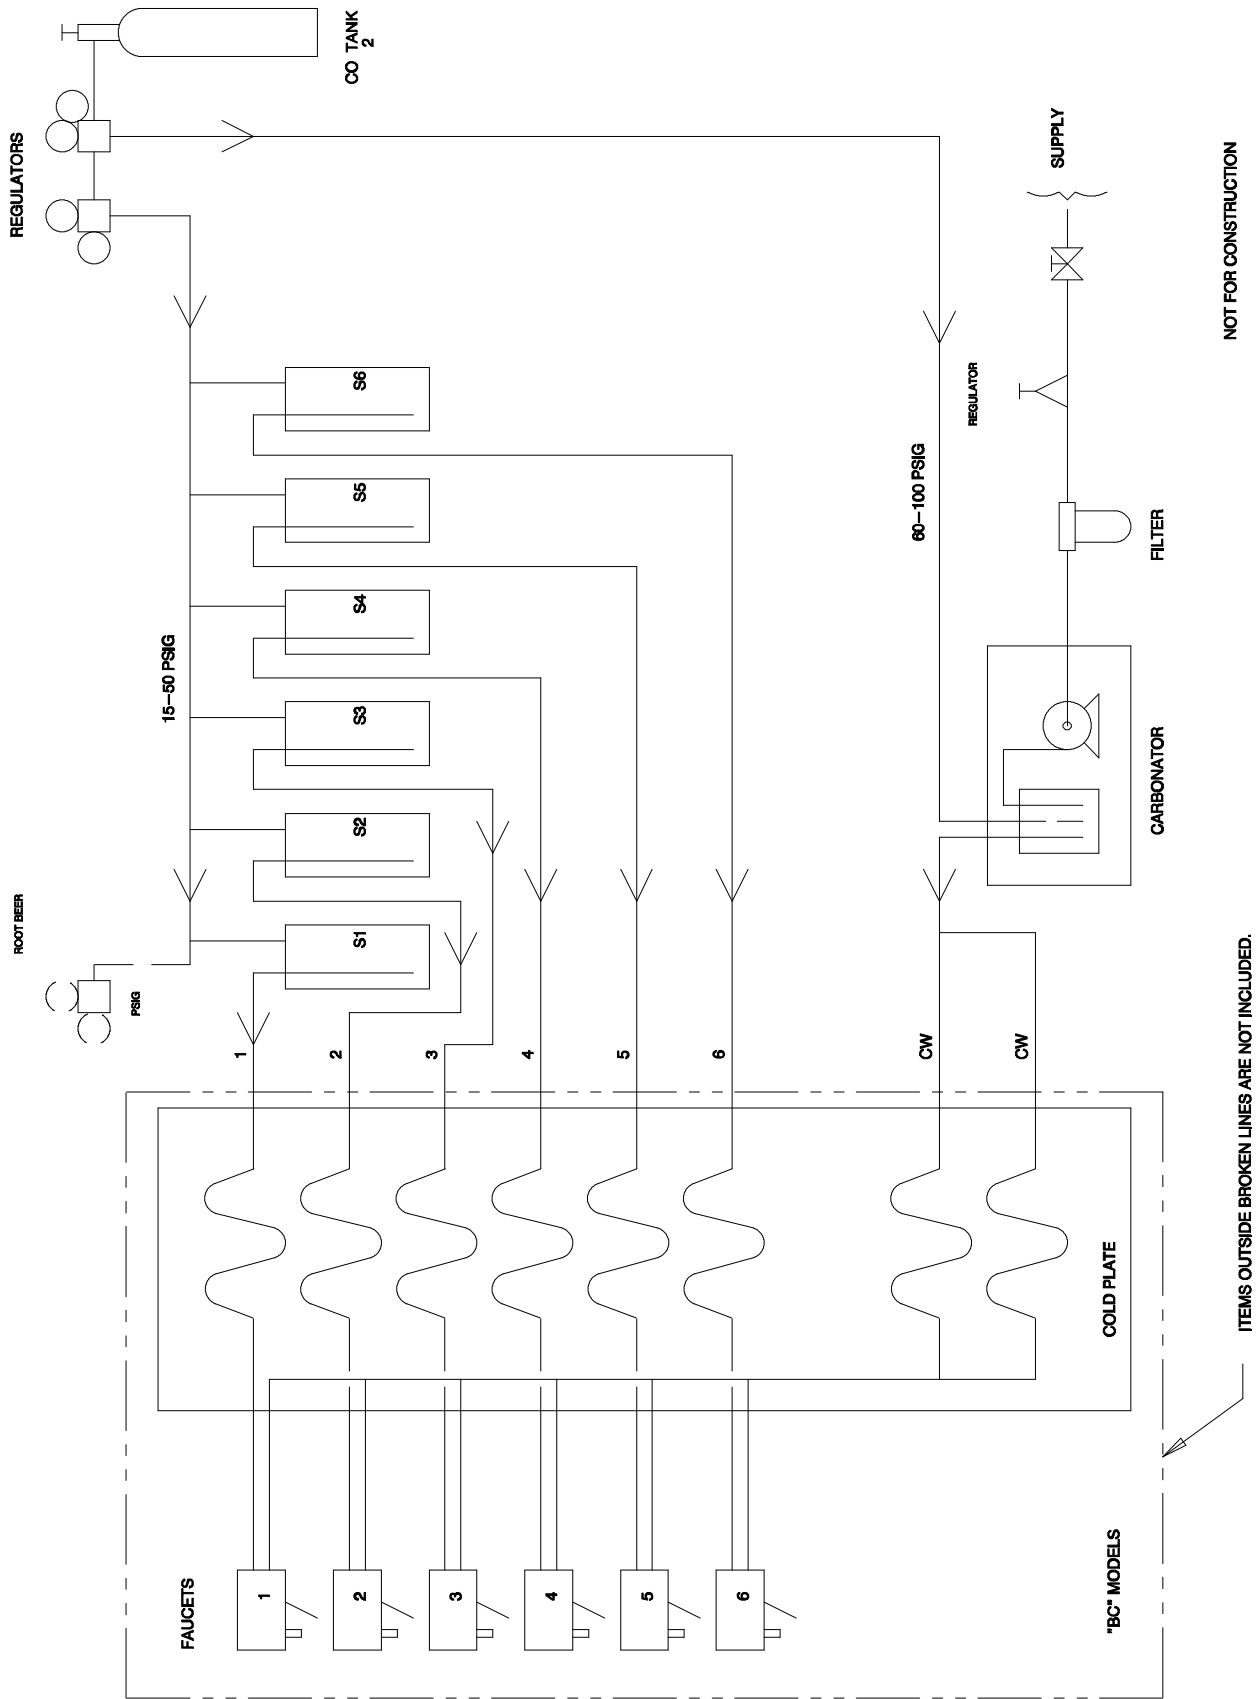 ROOT BEER
REGULATORS
PSIG
15–50 PSIG
FAUCETS
1
1
2
2
S1
S2
S3
S4
S5
S6
CO2 TANK
3
3
4
4
5
5
6
6
CW
60–100 PSIG
REGULATOR
CW
SUPPLY
"BC" MODELS
COLD PLATE
CARBONATOR
FILTER
NOT FOR CONSTRUCTION
ITEMS OUTSIDE BROKEN LINES ARE NOT INCLUDED.